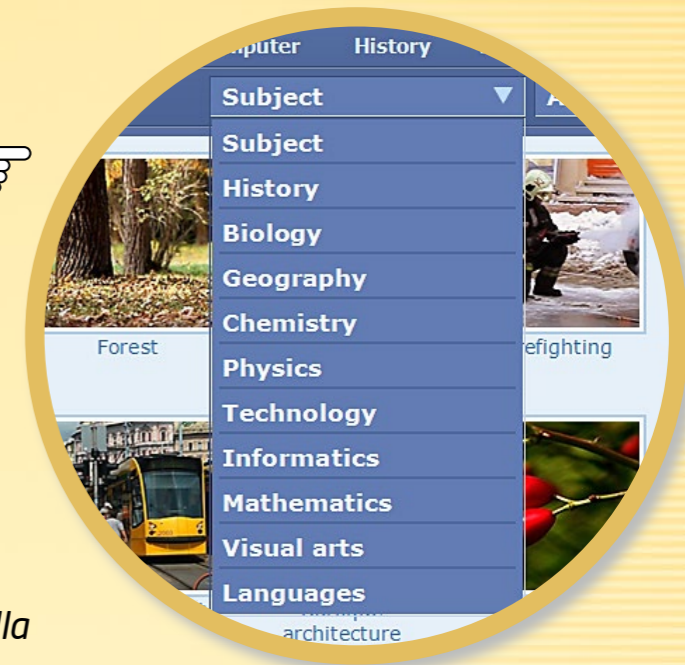 History
Subject
Subject
History
Biology
Geography
Chemistry
Forest
Physics
Technology
Informatics
Mathematics
Visual arts
Languages
architecture